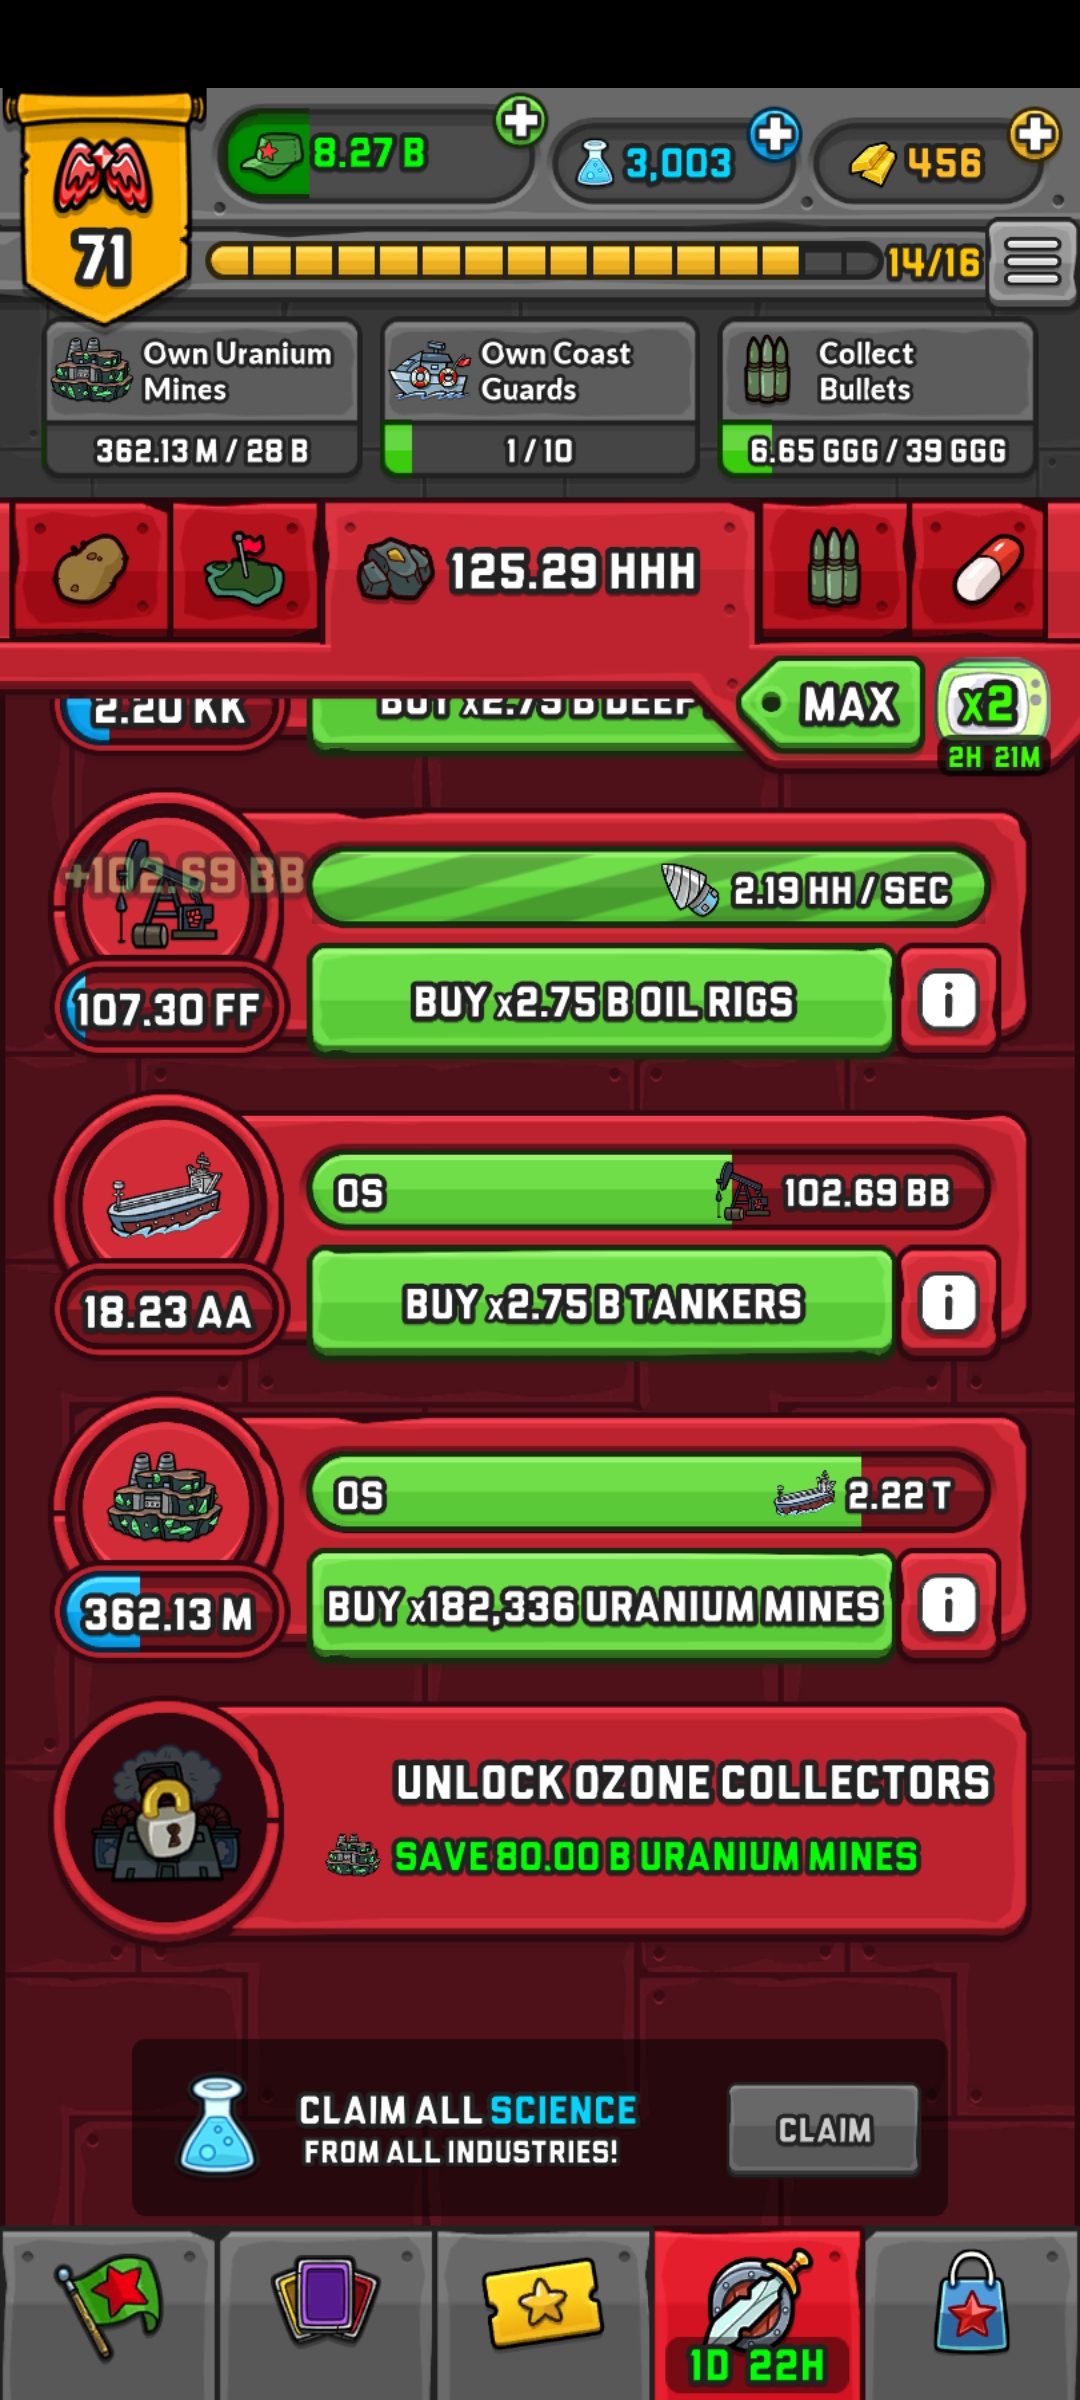 71
8.27 B
3,003
456
14/16
Own Uranium
Mines
362.13 M / 28 B
Own Coast
Guards
1 / 10
Collect
Bullets
6.65 GGG / 39 GGG
125.29 HHH
MAX
x2
2H 21M
2.20 KK
BUY x2.75 B DEEP
+102.69 BB
2.19 HH / SEC
107.30 FF
BUY x2.75 B OIL RIGS
i
0S
102.69 BB
18.23 AA
BUY x2.75 B TANKERS
i
0S
2.22 T
362.13 M
BUY x182,336 URANIUM MINES
i
UNLOCK OZONE COLLECTORS
SAVE 80.00 B URANIUM MINES
CLAIM ALL SCIENCE
FROM ALL INDUSTRIES!
CLAIM
1D 22H